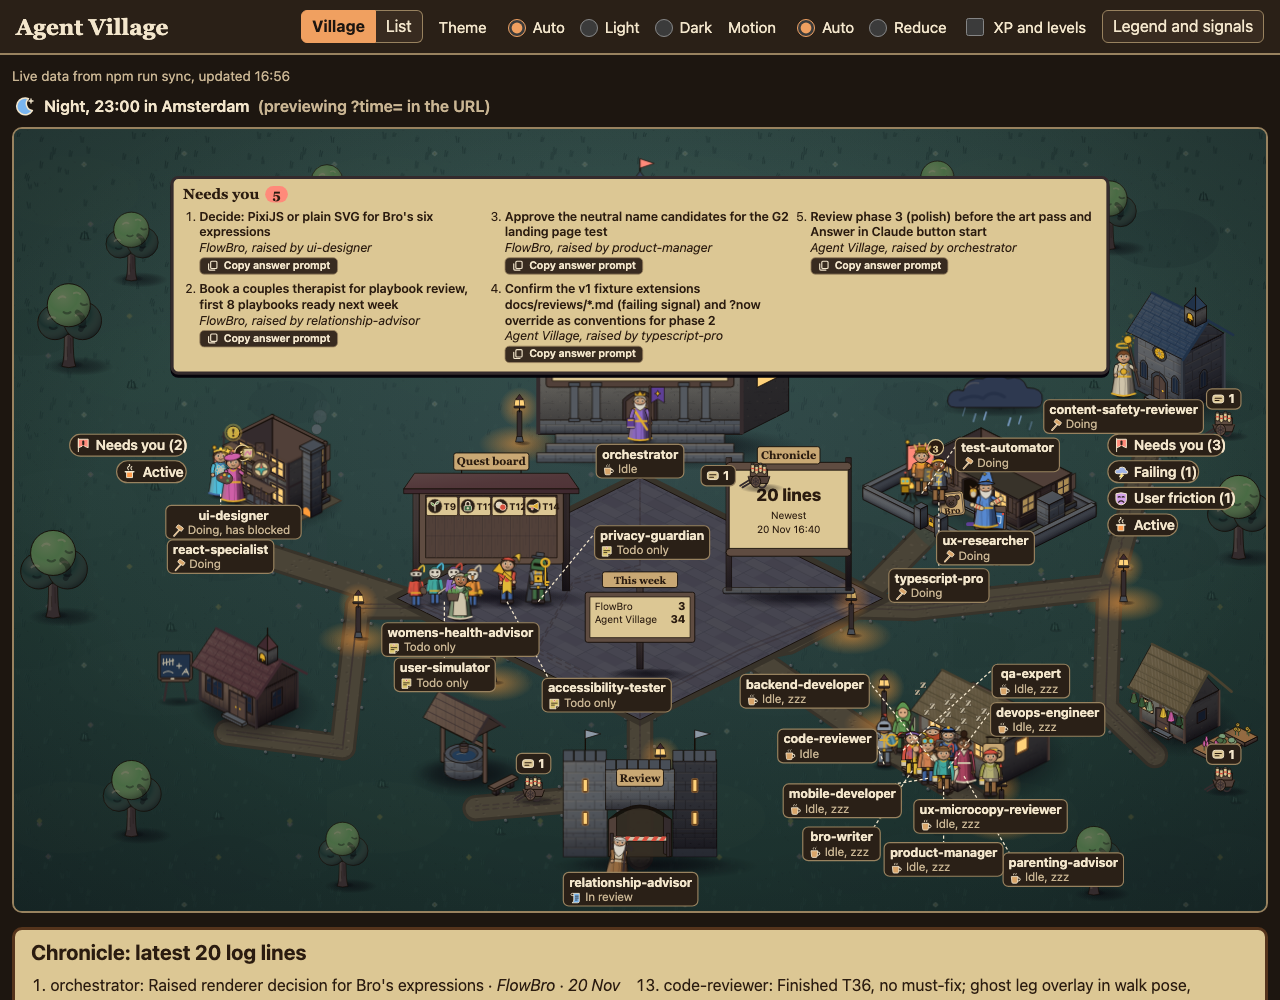 Agent Village
Village List Theme Auto Light Dark Motion Auto Reduce XP and levels Legend and signals
Live data from npm run sync, updated 16:56
Night, 23:00 in Amsterdam (previewing ?time= in the URL)
Needs you 5
1. Decide: PixiJS or plain SVG for Bro's six
expressions
FlowBro, raised by ui-designer
Copy answer prompt
2. Book a couples therapist for playbook review,
first 8 playbooks ready next week
FlowBro, raised by relationship-advisor
Copy answer prompt
3. Approve the neutral name candidates for the G2
landing page test
FlowBro, raised by product-manager
Copy answer prompt
4. Confirm the v1 fixture extensions
docs/reviews/*.md (failing signal) and ?now
override as conventions for phase 2
Agent Village, raised by typescript-pro
Copy answer prompt
5. Review phase 3 (polish) before the art pass and
Answer in Claude button start
Agent Village, raised by orchestrator
Copy answer prompt
content-safety-reviewer
Doing
1
Needs you (2)
Active
ui-designer
Doing, has blocked
react-specialist
Doing
Quest board
T9 T11 T12 T14
orchestrator
Idle
1
Chronicle
20 lines
Newest
20 Nov 16:40
3
test-automator
Doing
Needs you (3)
Failing (1)
User friction (1)
Active
Bro
ux-researcher
Doing
typescript-pro
Doing
privacy-guardian
Todo only
This week
FlowBro 3
Agent Village 34
womens-health-advisor
Todo only
user-simulator
Todo only
accessibility-tester
Todo only
backend-developer
Idle, zzz
z z
qa-expert
Idle, zzz
devops-engineer
Idle, zzz
code-reviewer
Idle
1
1
Review
mobile-developer
Idle, zzz
ux-microcopy-reviewer
Idle, zzz
bro-writer
Idle, zzz
product-manager
Idle, zzz
parenting-advisor
Idle, zzz
relationship-advisor
In review
Chronicle: latest 20 log lines
1. orchestrator: Raised renderer decision for Bro's expressions · FlowBro · 20 Nov
13. code-reviewer: Finished T36, no must-fix; ghost leg overlay in walk pose,